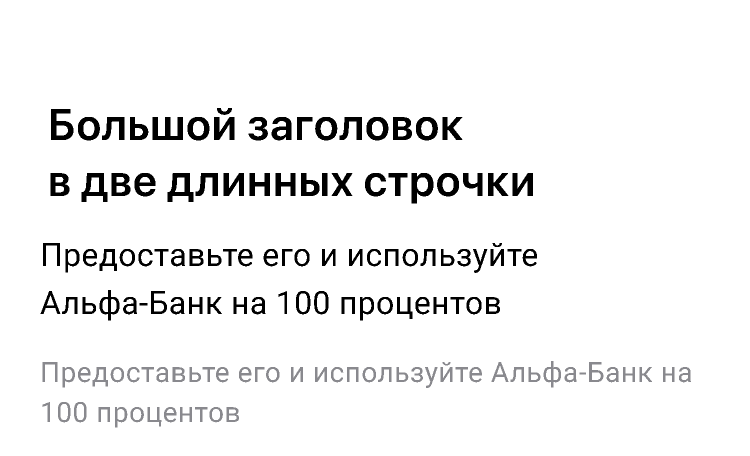 Большой заголовок
в две длинных строчки
Предоставьте его и используйте
Альфа-Банк на 100 процентов
Предоставьте его и используйте Альфа-Банк на
100 процентов